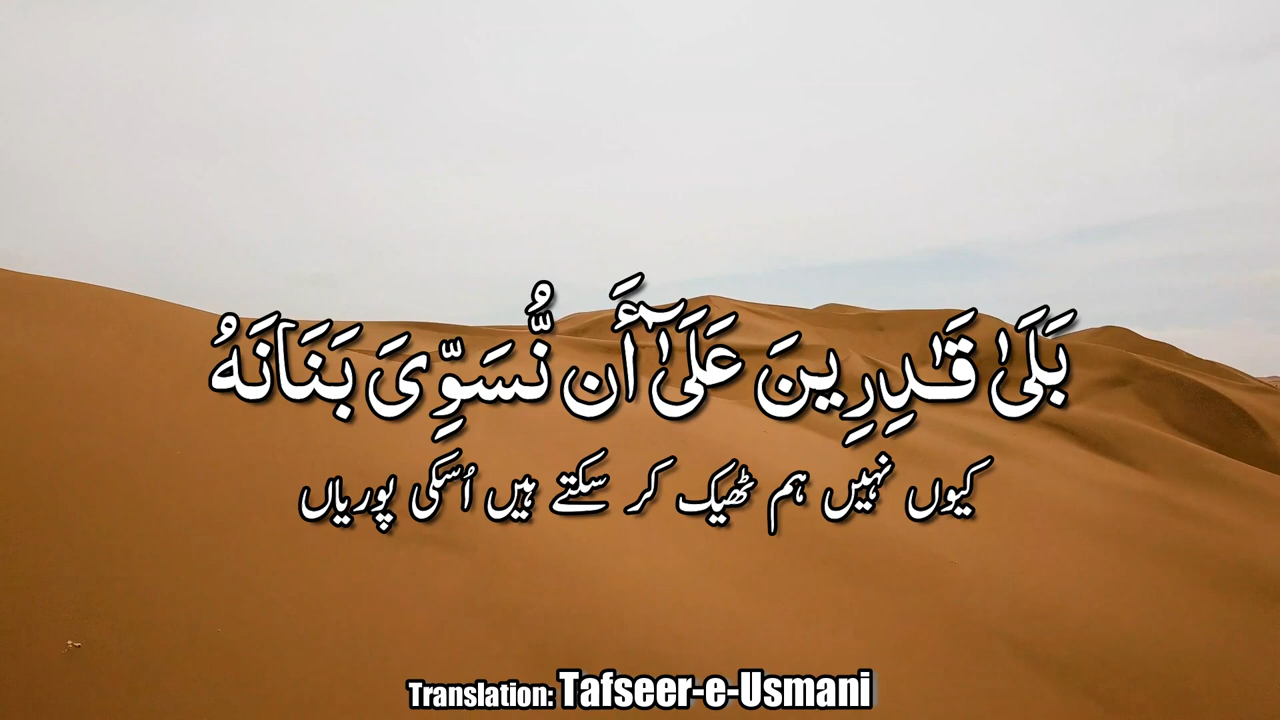 بَلَىٰ قَـٰدِرِينَ عَلَىٰٓ أَن نُّسَوِّىَ بَنَانَهُ
کیوں نہیں ہم ٹھیک کر سکتے ہیں اُسکی پوریاں
Translation: Tafseer-e-Usmani